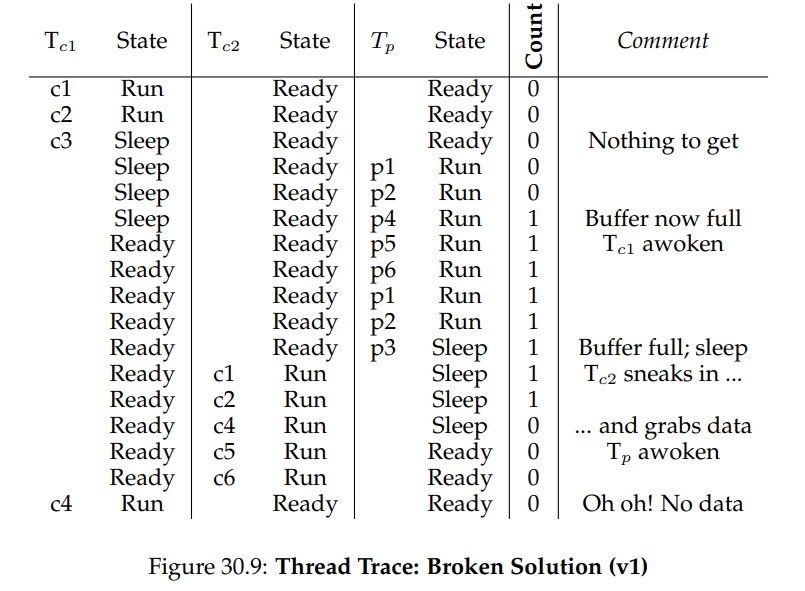 T_c1 State T_c2 State T_p State Count Comment
c1 Run Ready Ready 0
c2 Run Ready Ready 0
c3 Sleep Ready Ready 0 Nothing to get
Sleep Ready p1 Run 0
Sleep Ready p2 Run 0
Sleep Ready p4 Run 1 Buffer now full
Ready Ready p5 Run 1 T_c1 awoken
Ready Ready p6 Run 1
Ready Ready p1 Run 1
Ready Ready p2 Run 1
Ready Ready p3 Sleep 1 Buffer full; sleep
Ready c1 Run Sleep 1 T_c2 sneaks in ...
Ready c2 Run Sleep 1
Ready c4 Run Sleep 0 ... and grabs data
Ready c5 Run Ready 0 T_p awoken
Ready c6 Run Ready 0
c4 Run Ready Ready 0 Oh oh! No data
Figure 30.9: Thread Trace: Broken Solution (v1)